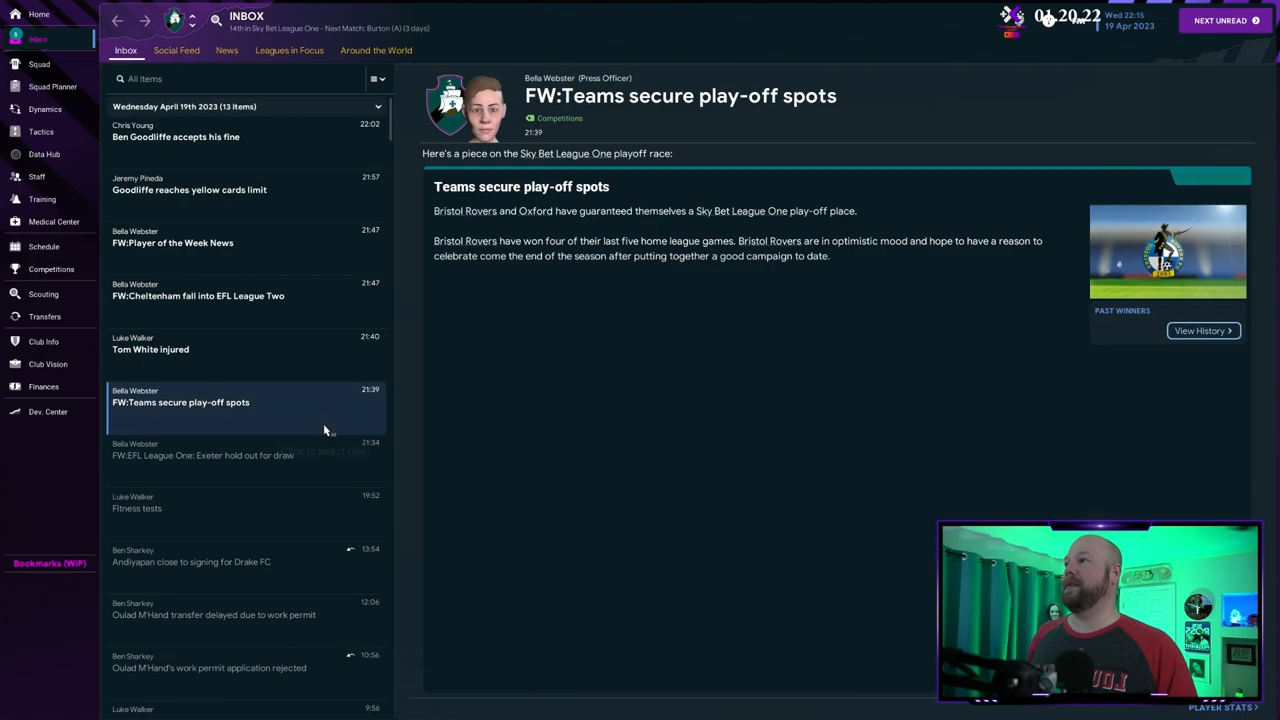 Home
Inbox
Squad
Squad Planner
Dynamics
Tactics
Data Hub
Staff
Training
Medical Center
Schedule
Competitions
Scouting
Transfers
Club Info
Club Vision
Finances
Dev. Center
Bookmarks (WiP)
INBOX
14th in Sky Bet League One - Next Match: Burton (A) (3 days)
01.20.22
Wed 22:15
19 Apr 2023
NEXT UNREAD
Inbox
Social Feed
News
Leagues in Focus
Around the World
All Items
Wednesday April 19th 2023 (13 items)
Chris Young 22:02
Ben Goodliffe accepts his fine
Jeremy Pineda 21:57
Goodliffe reaches yellow cards limit
Bella Webster 21:47
FW:Player of the Week News
Bella Webster 21:47
FW:Cheltenham fall into EFL League Two
Luke Walker 21:40
Tom White injured
Bella Webster 21:39
FW:Teams secure play-off spots
Bella Webster 21:34
FW:EFL League One: Exeter hold out for draw
Click to select row
Luke Walker 19:52
Fitness tests
Ben Sharkey 13:54
Andiyapan close to signing for Drake FC
Ben Sharkey 12:06
Oulad M'Hand transfer delayed due to work permit
Ben Sharkey 10:56
Oulad M'Hand's work permit application rejected
Luke Walker 9:56
Bella Webster (Press Officer)
FW:Teams secure play-off spots
Competitions
21:39
Here's a piece on the Sky Bet League One playoff race:
Teams secure play-off spots
Bristol Rovers and Oxford have guaranteed themselves a Sky Bet League One play-off place.
Bristol Rovers have won four of their last five home league games. Bristol Rovers are in optimistic mood and hope to have a reason to
celebrate come the end of the season after putting together a good campaign to date.
PAST WINNERS
View History
PLAYER STATS